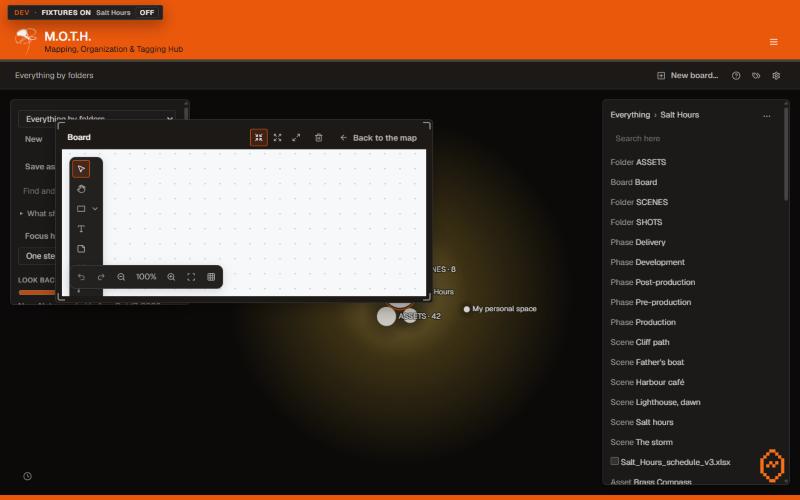 DEV · FIXTURES ON Salt Hours OFF
M.O.T.H.
Mapping, Organization & Tagging Hub
Everything by folders
New board...
Everything by folders
New
Save as
Find and
What sh
Focus h
One ste
LOOK BAC
Board
Back to the map
T
100%
NES · 8
Hours
ASSETS · 42
My personal space
Everything › Salt Hours
...
Search here
Folder ASSETS
Board Board
Folder SCENES
Folder SHOTS
Phase Delivery
Phase Development
Phase Post-production
Phase Pre-production
Phase Production
Scene Cliff path
Scene Father's boat
Scene Harbour café
Scene Lighthouse, dawn
Scene Salt hours
Scene The storm
Salt_Hours_schedule_v3.xlsx
Asset Brass Compass